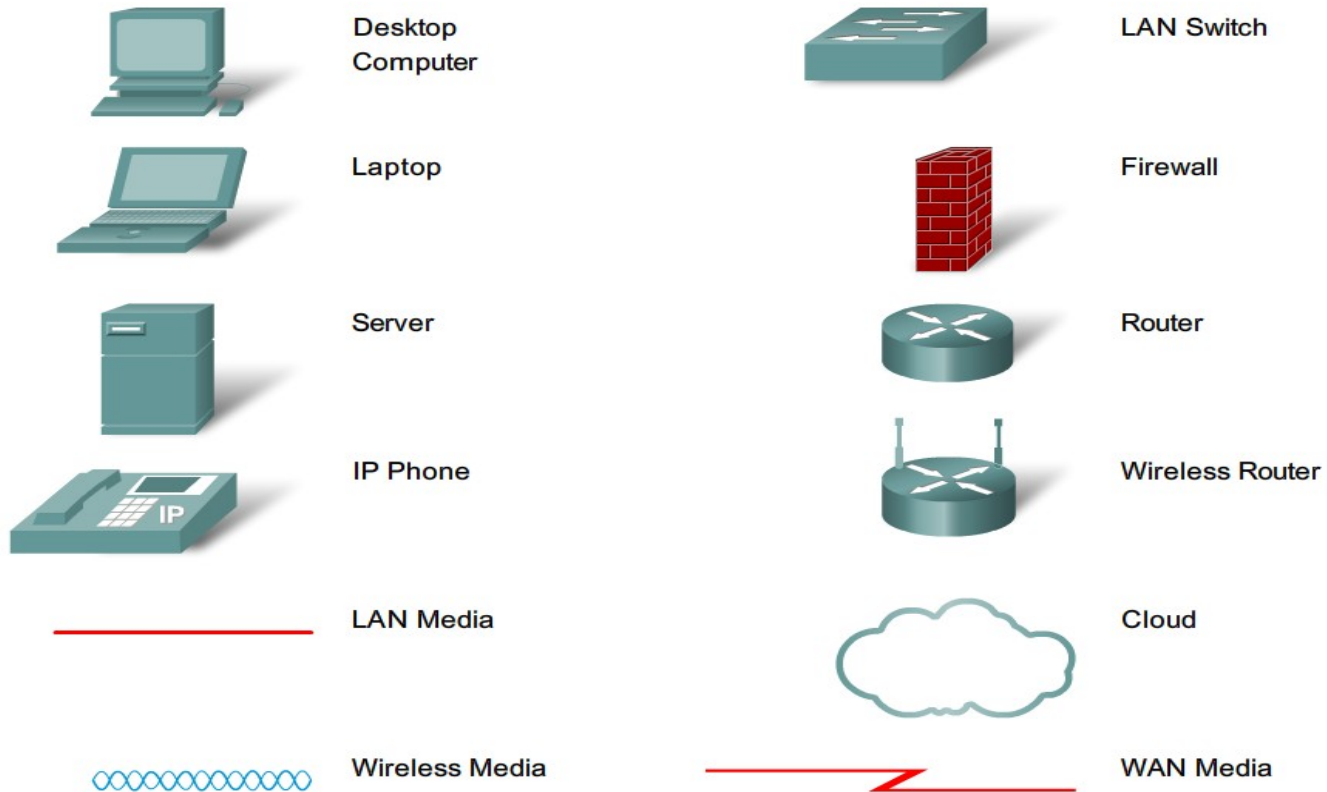 Desktop
Computer
LAN Switch
Laptop
Firewall
Server
Router
IP Phone
IP
Wireless Router
LAN Media
Cloud
Wireless Media
WAN Media